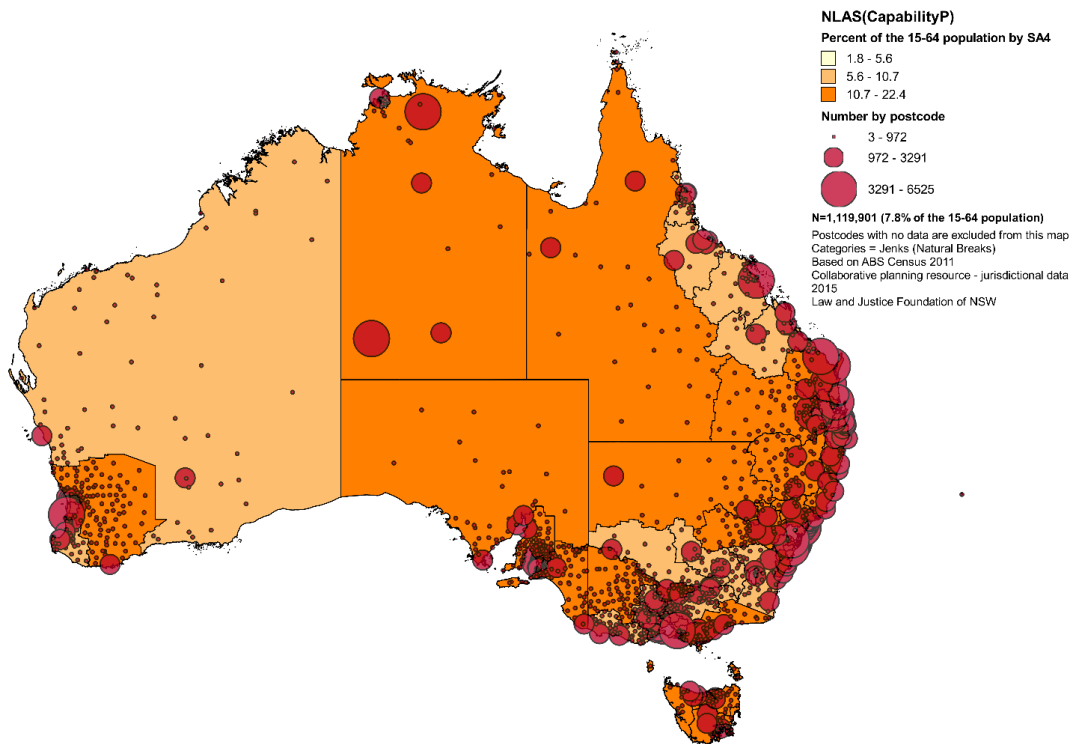 NLAS(CapabilityP)
Percent of the 15-64 population by SA4
1.8 - 5.6
5.6 - 10.7
10.7 - 22.4
Number by postcode
3 - 972
972 - 3291
3291 - 6525
N=1,119,901 (7.8% of the 15-64 population)
Postcodes with no data are excluded from this map
Categories = Jenks (Natural Breaks)
Based on ABS Census 2011
Collaborative planning resource - jurisdictional data
2015
Law and Justice Foundation of NSW